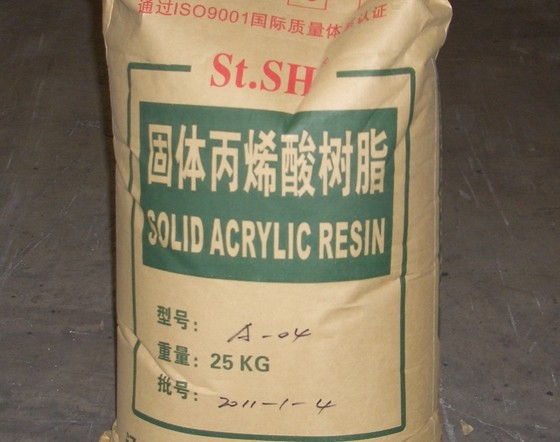 通过ISO9001国际质量体系认证
St.SH
固体丙烯酸树脂
SOLID ACRYLIC RESIN
型号: A-04
重量: 25 KG
批号: 2011-1-4